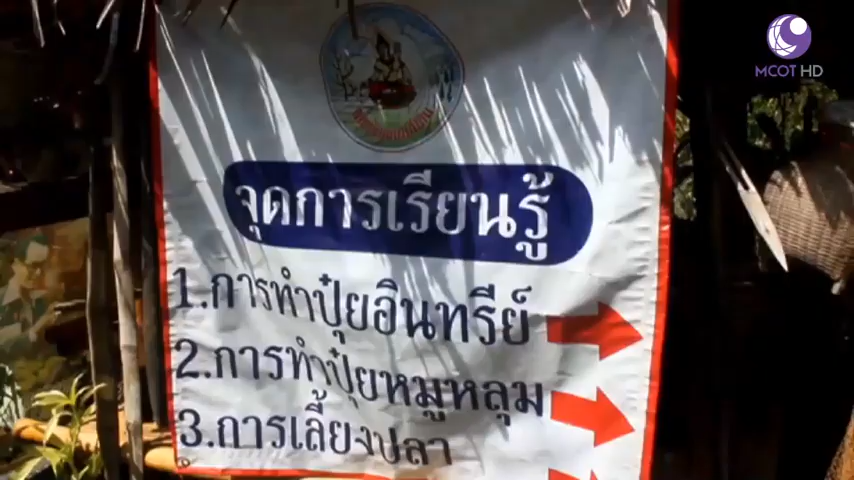 MCOT HD
จุดการเรียนรู้
1.การทำปุ๋ยอินทรีย์
2.การทำปุ๋ยหมูหลุม
3.การเลี้ยงปลา